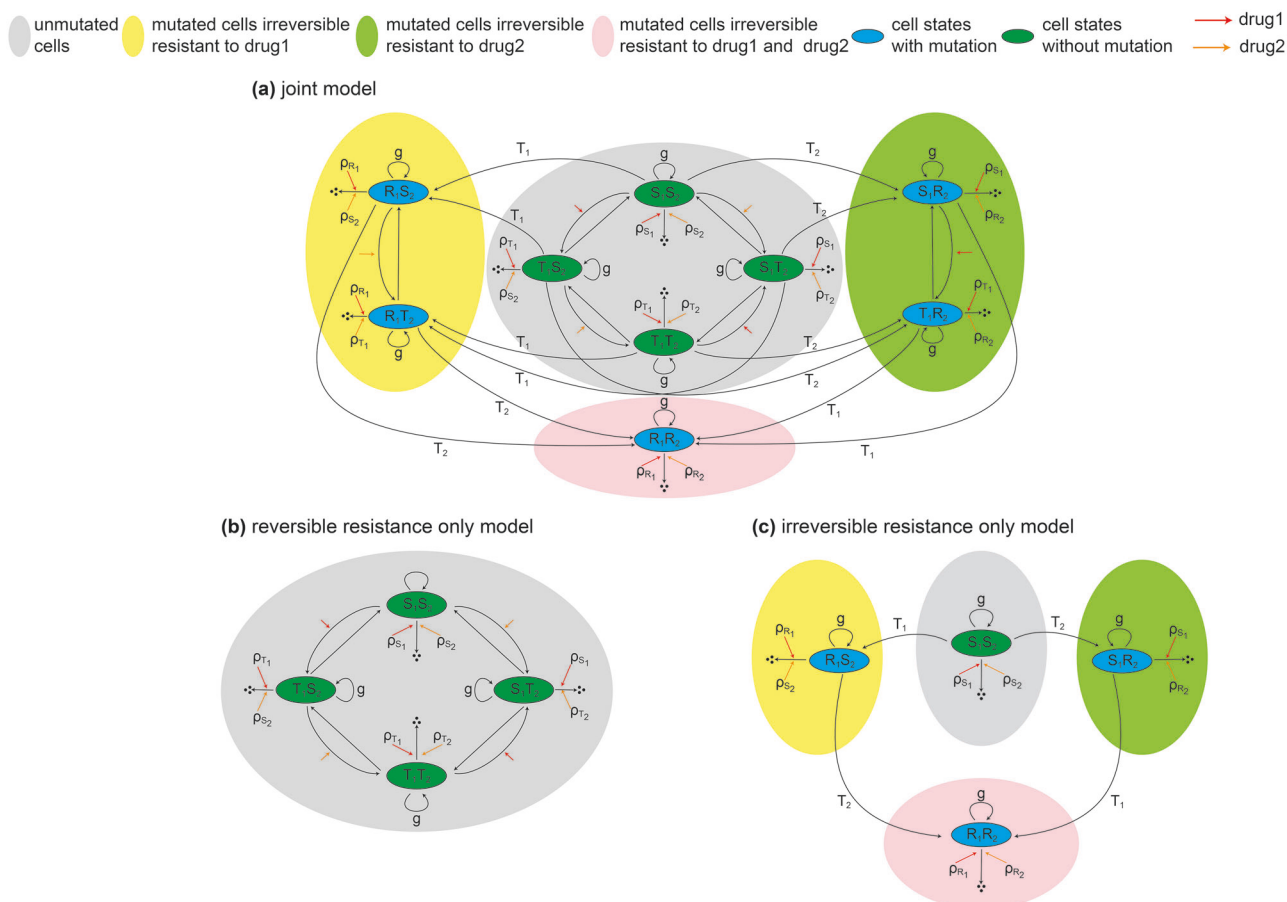 unmutated
cells
mutated cells irreversible
resistant to drug1
mutated cells irreversible
resistant to drug2
mutated cells irreversible
resistant to drug1 and drug2
cell states
with mutation
cell states
without mutation
drug1
drug2
(a) joint model
T₁
T₂
g
g
g
ρR₁
R₁S₂
ρS₂
S₁S₂
ρS₁
ρS₂
S₁R₂
ρS₁
ρR₂
T₁
T₂
ρT₁
T₁S₂
g
ρS₂
g
S₁T₂
ρS₁
ρT₂
ρR₁
R₁T₂
ρT₁
g
ρT₁
ρT₂
T₁T₂
g
ρT₁
T₁R₂
ρR₂
g
T₁
T₂
T₁
T₂
T₂
T₁
g
R₁R₂
ρR₁
ρR₂
T₂
T₁
(b) reversible resistance only model
S₁S₂
ρS₁
ρS₂
ρT₁
T₁S₂
g
ρS₂
g
S₁T₂
ρS₁
ρT₂
ρT₁
ρT₂
T₁T₂
g
(c) irreversible resistance only model
g
T₁
T₂
g
g
ρR₁
R₁S₂
ρS₂
S₁S₂
ρS₁
ρS₂
S₁R₂
ρS₁
ρR₂
T₂
T₁
g
R₁R₂
ρR₁
ρR₂